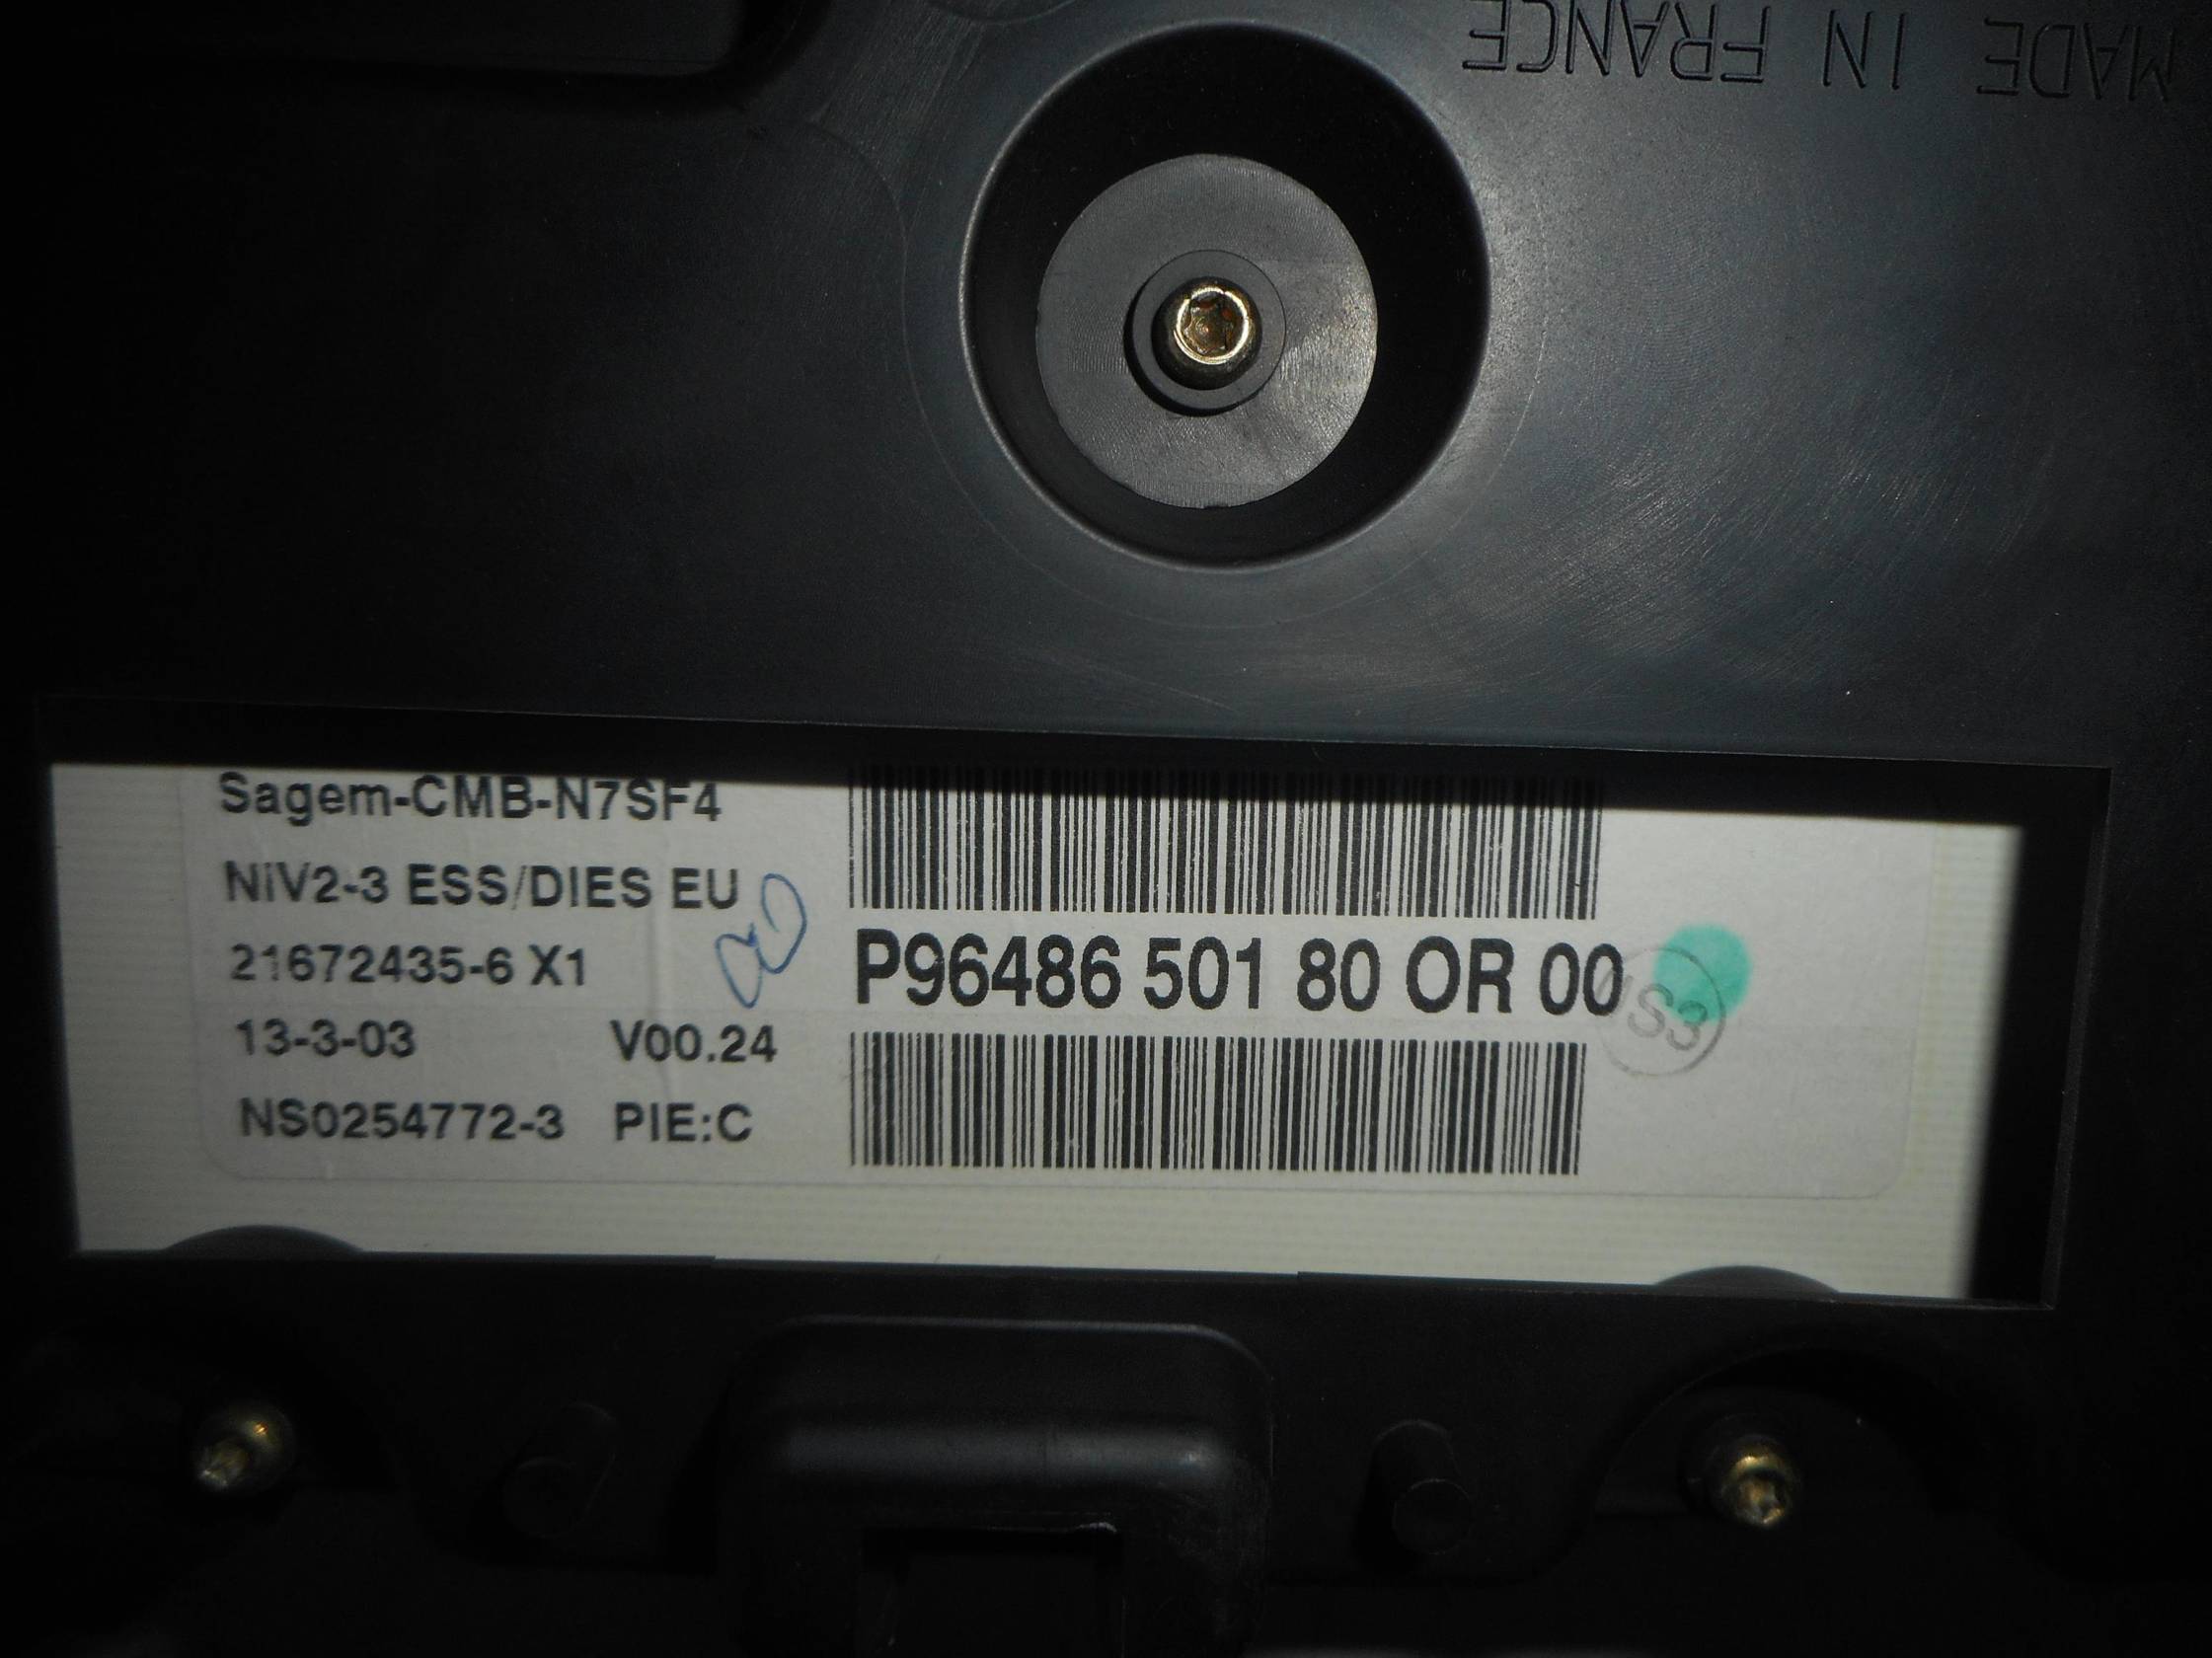 MADE IN FRANCE
Sagem-CMB-N7SF4
NiV2-3 ESS/DIES EU
21672435-6 X1
13-3-03 V00.24
NS0254772-3 PIE:C
P96486 501 80 OR 00